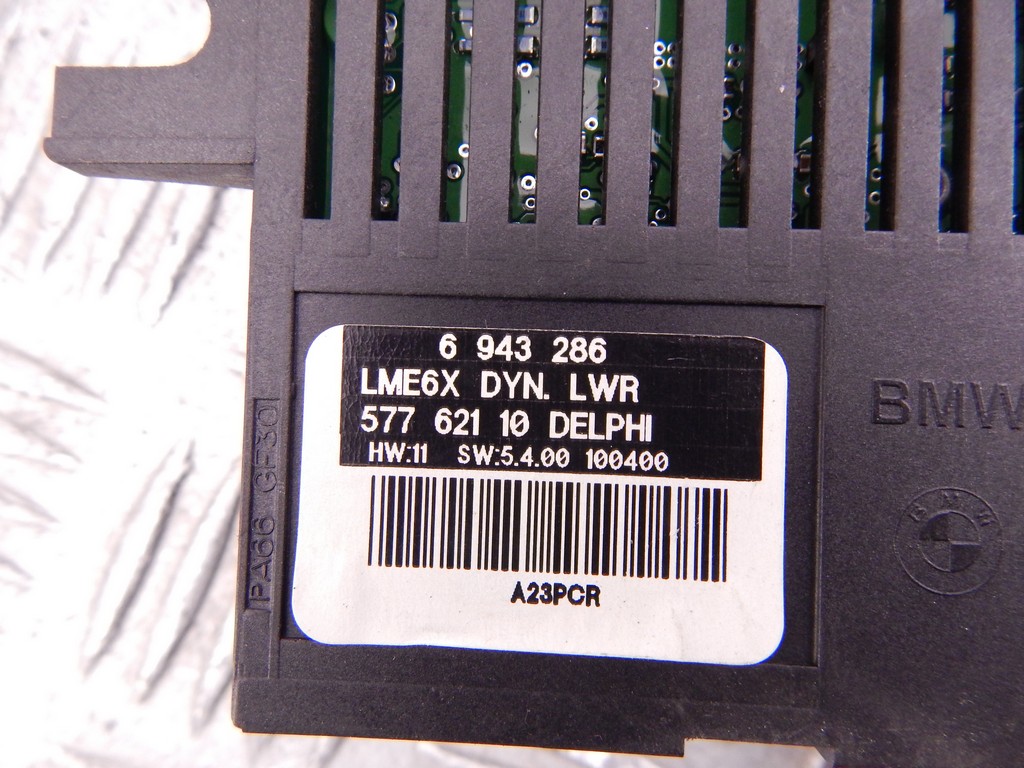 6 943 286
LME6X DYN. LWR
577 621 10 DELPHI
HW:11 SW:5.4.00 100400
A23PCR
PA66 GF30
BMW
BMW